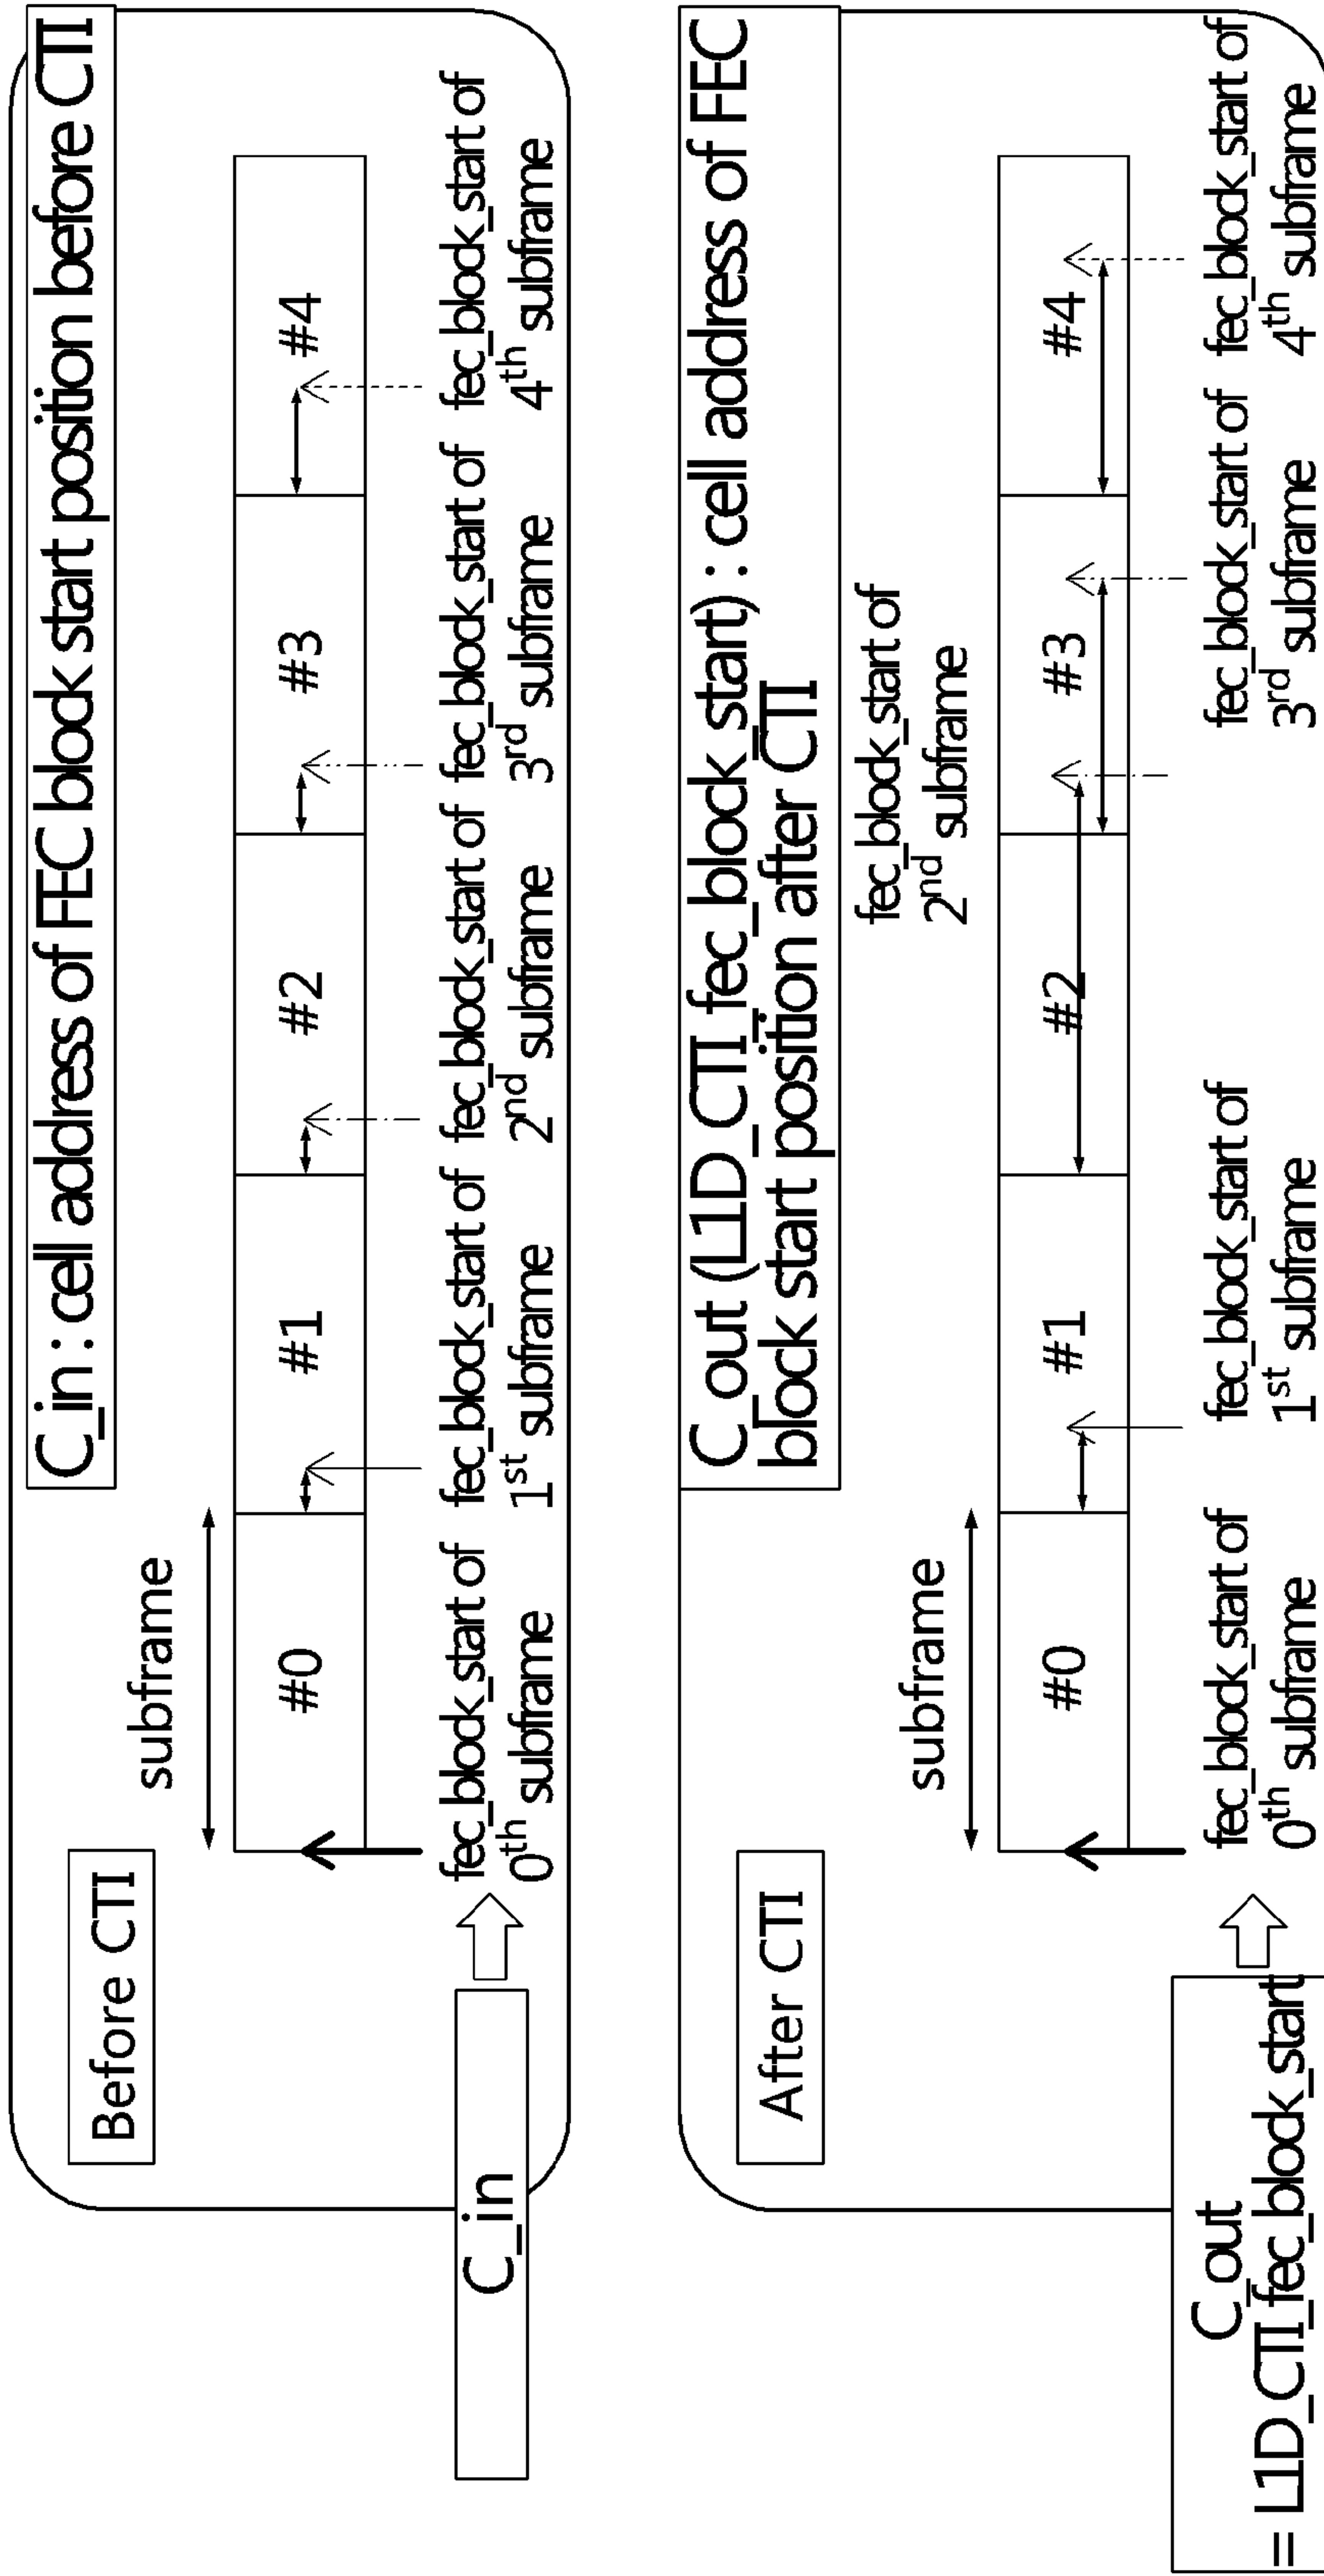 C_in : cell address of FEC block start position before CTI
Before CTI
subframe
#0
#1
#2
#3
#4
C_in
fec_block_start of
0th subframe
fec_block_start of
1st subframe
fec_block_start of
2nd subframe
fec_block_start of
3rd subframe
fec_block_start of
4th subframe
C_out (L1D_CTI_fec_block_start) : cell address of FEC
block start position after CTI
After CTI
fec_block_start of
2nd subframe
subframe
#0
#1
#2
#3
#4
C_out
= L1D_CTI_fec_block_start
fec_block_start of
0th subframe
fec_block_start of
1st subframe
fec_block_start of
3rd subframe
fec_block_start of
4th subframe